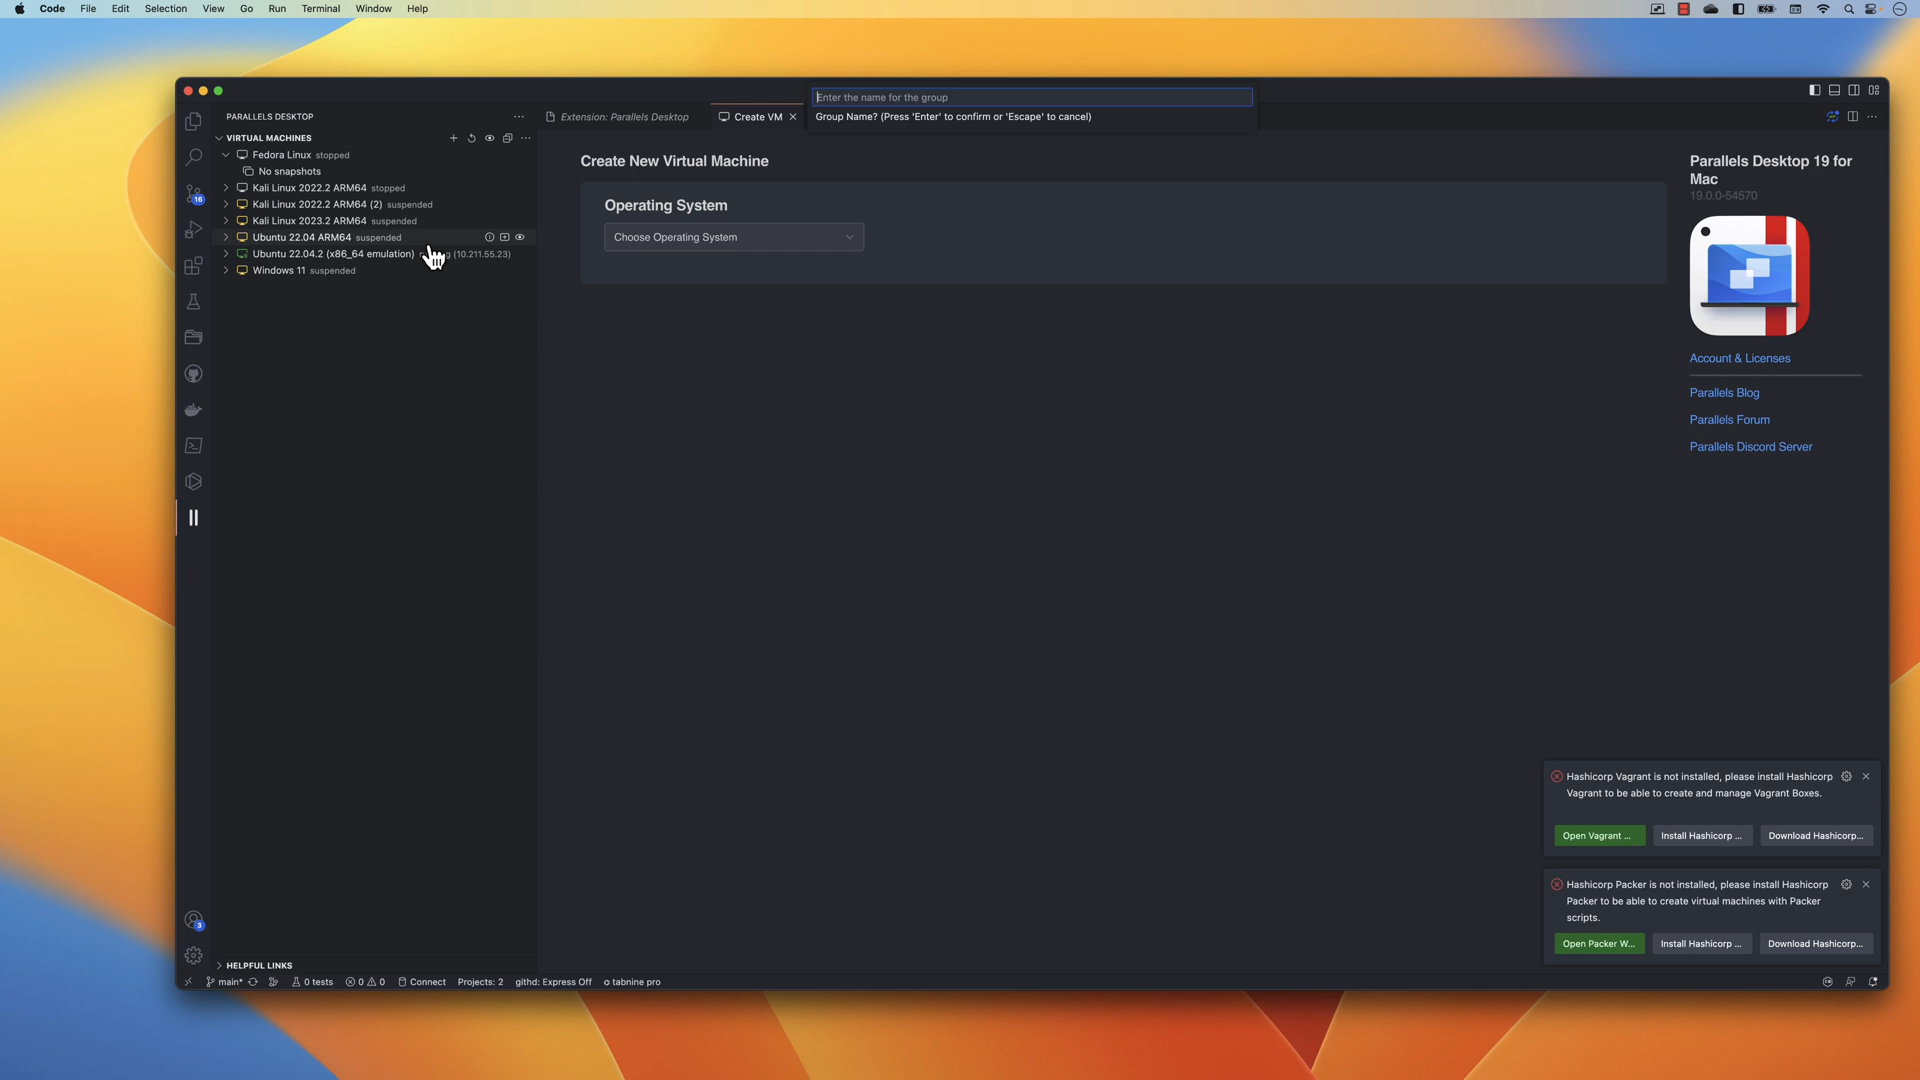 Code File Edit Selection View Go Run Terminal Window Help
Enter the name for the group
Group Name? (Press 'Enter' to confirm or 'Escape' to cancel)
PARALLELS DESKTOP
Extension: Parallels Desktop
Create VM
VIRTUAL MACHINES
Fedora Linux stopped
No snapshots
Kali Linux 2022.2 ARM64 stopped
Kali Linux 2022.2 ARM64 (2) suspended
Kali Linux 2023.2 ARM64 suspended
Ubuntu 22.04 ARM64 suspended
Ubuntu 22.04.2 (x86_64 emulation) (10.211.55.23)
Windows 11 suspended
Create New Virtual Machine
Operating System
Choose Operating System
Parallels Desktop 19 for
Mac
19.0.0-54570
Account & Licenses
Parallels Blog
Parallels Forum
Parallels Discord Server
Hashicorp Vagrant is not installed, please install Hashicorp
Vagrant to be able to create and manage Vagrant Boxes.
Open Vagrant ... Install Hashicorp ... Download Hashicorp...
Hashicorp Packer is not installed, please install Hashicorp
Packer to be able to create virtual machines with Packer
scripts.
Open Packer W... Install Hashicorp ... Download Hashicorp...
16
3
HELPFUL LINKS
main* 0 tests 0 0 Connect Projects: 2 githd: Express Off tabnine pro